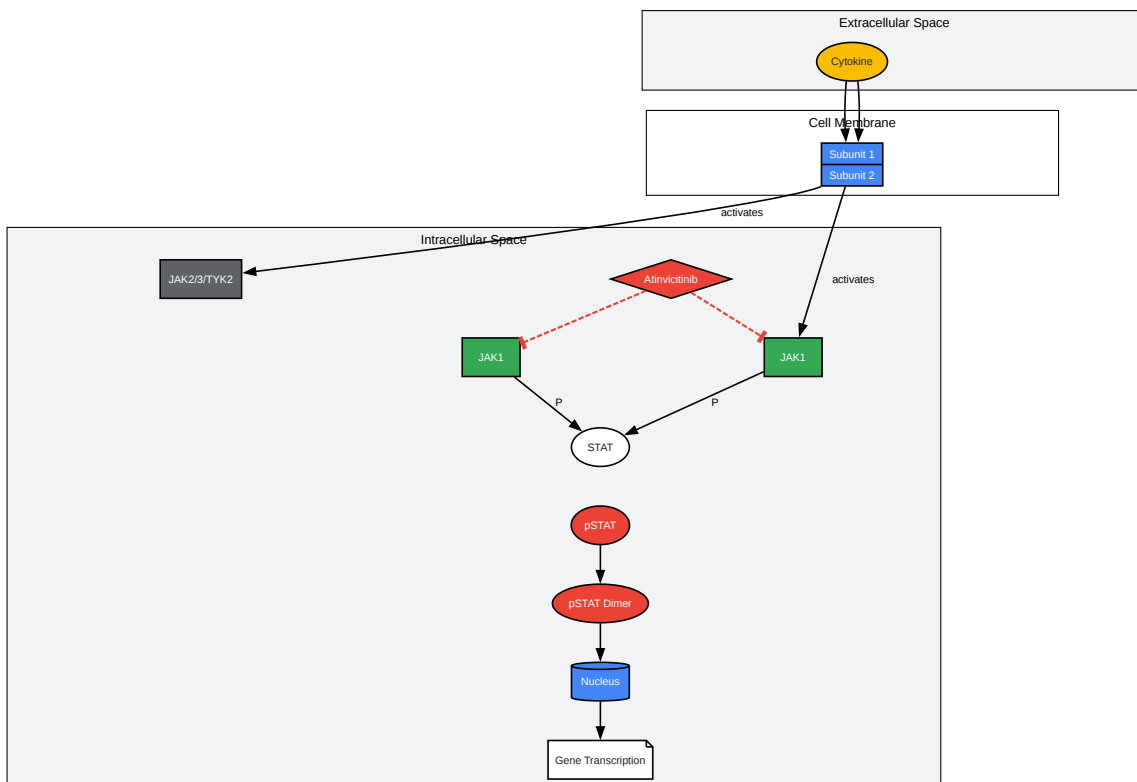 Extracellular Space
Cytokine
Cell Membrane
Subunit 1
Subunit 2
activates
Intracellular Space
JAK2/3/TYK2
Atinvicitinib
activates
JAK1
JAK1
P
P
STAT
pSTAT
pSTAT Dimer
Nucleus
Gene Transcription